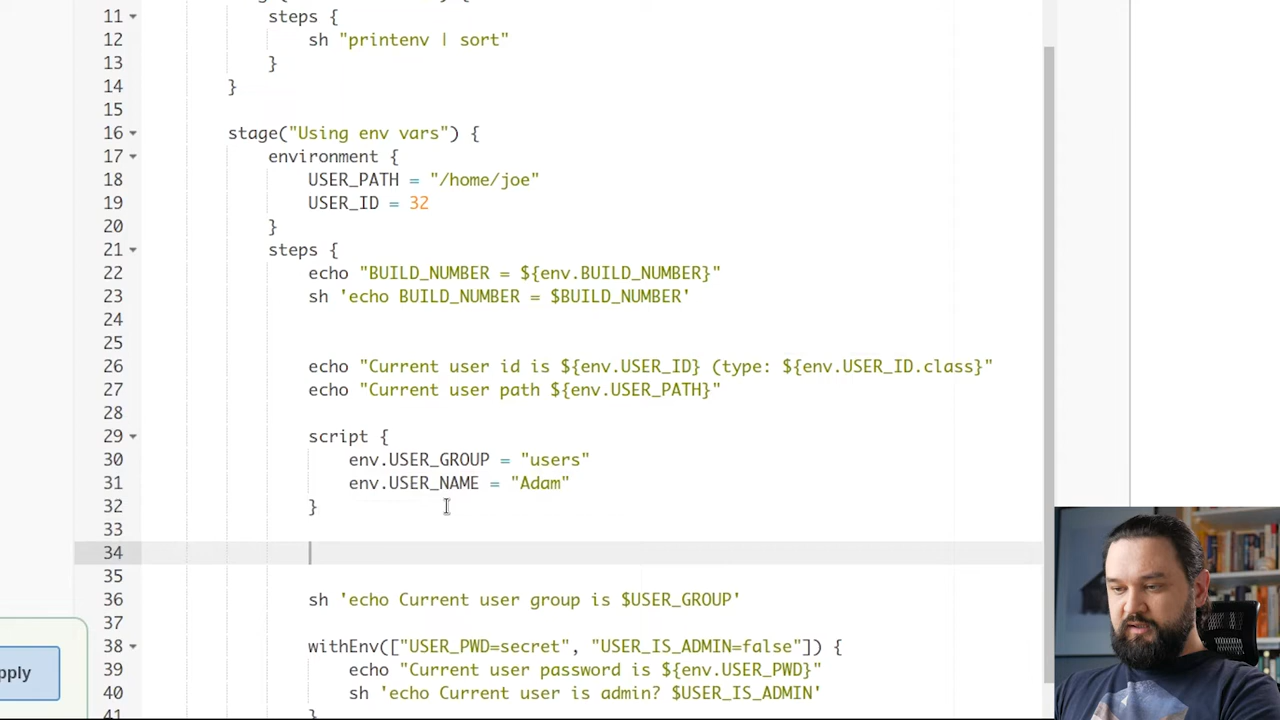 11
steps {
12
sh "printenv | sort"
13
}
14
}
15
16
stage("Using env vars") {
17
environment {
18
USER_PATH = "/home/joe"
19
USER_ID = 32
20
}
21
steps {
22
echo "BUILD_NUMBER = ${env.BUILD_NUMBER}"
23
sh 'echo BUILD_NUMBER = $BUILD_NUMBER'
24
25
26
echo "Current user id is ${env.USER_ID} (type: ${env.USER_ID.class}"
27
echo "Current user path ${env.USER_PATH}"
28
29
script {
30
env.USER_GROUP = "users"
31
env.USER_NAME = "Adam"
32
}
33
34
35
36
sh 'echo Current user group is $USER_GROUP'
37
38
withEnv(["USER_PWD=secret", "USER_IS_ADMIN=false"]) {
39
echo "Current user password is ${env.USER_PWD}"
40
sh 'echo Current user is admin? $USER_IS_ADMIN'
41
}
pply